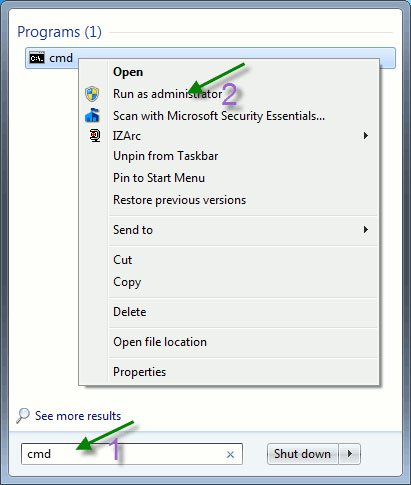 Programs (1)
cmd
Open
Run as administrator
2
Scan with Microsoft Security Essentials...
IZArc
Unpin from Taskbar
Pin to Start Menu
Restore previous versions
Send to
Cut
Copy
Delete
Open file location
Properties
See more results
1
cmd
Shut down